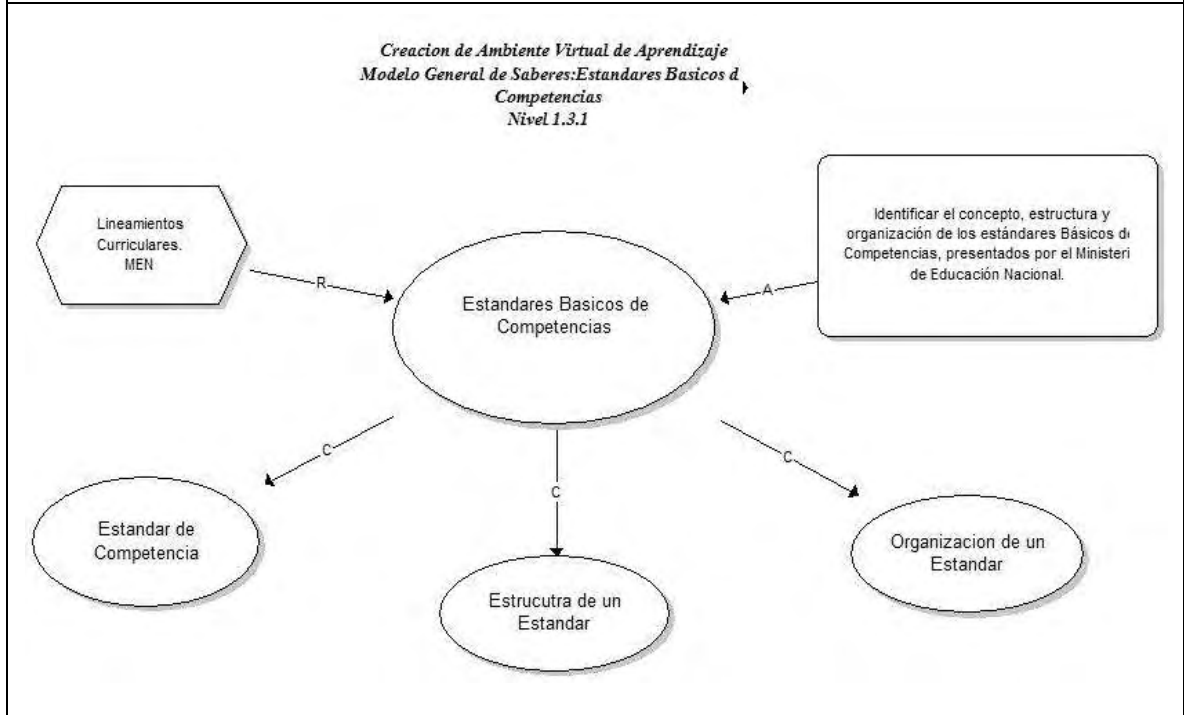 Creacion de Ambiente Virtual de Aprendizaje
Modelo General de Saberes:Estandares Basicos d
Competencias
Nivel 1.3.1
Lineamientos
Curriculares.
MEN
Identificar el concepto, estructura y
organización de los estándares Básicos de
Competencias, presentados por el Ministeri
de Educación Nacional.
R
A
Estandares Basicos de
Competencias
C
C
C
Estandar de
Competencia
Estrucutra de un
Estandar
Organizacion de un
Estandar